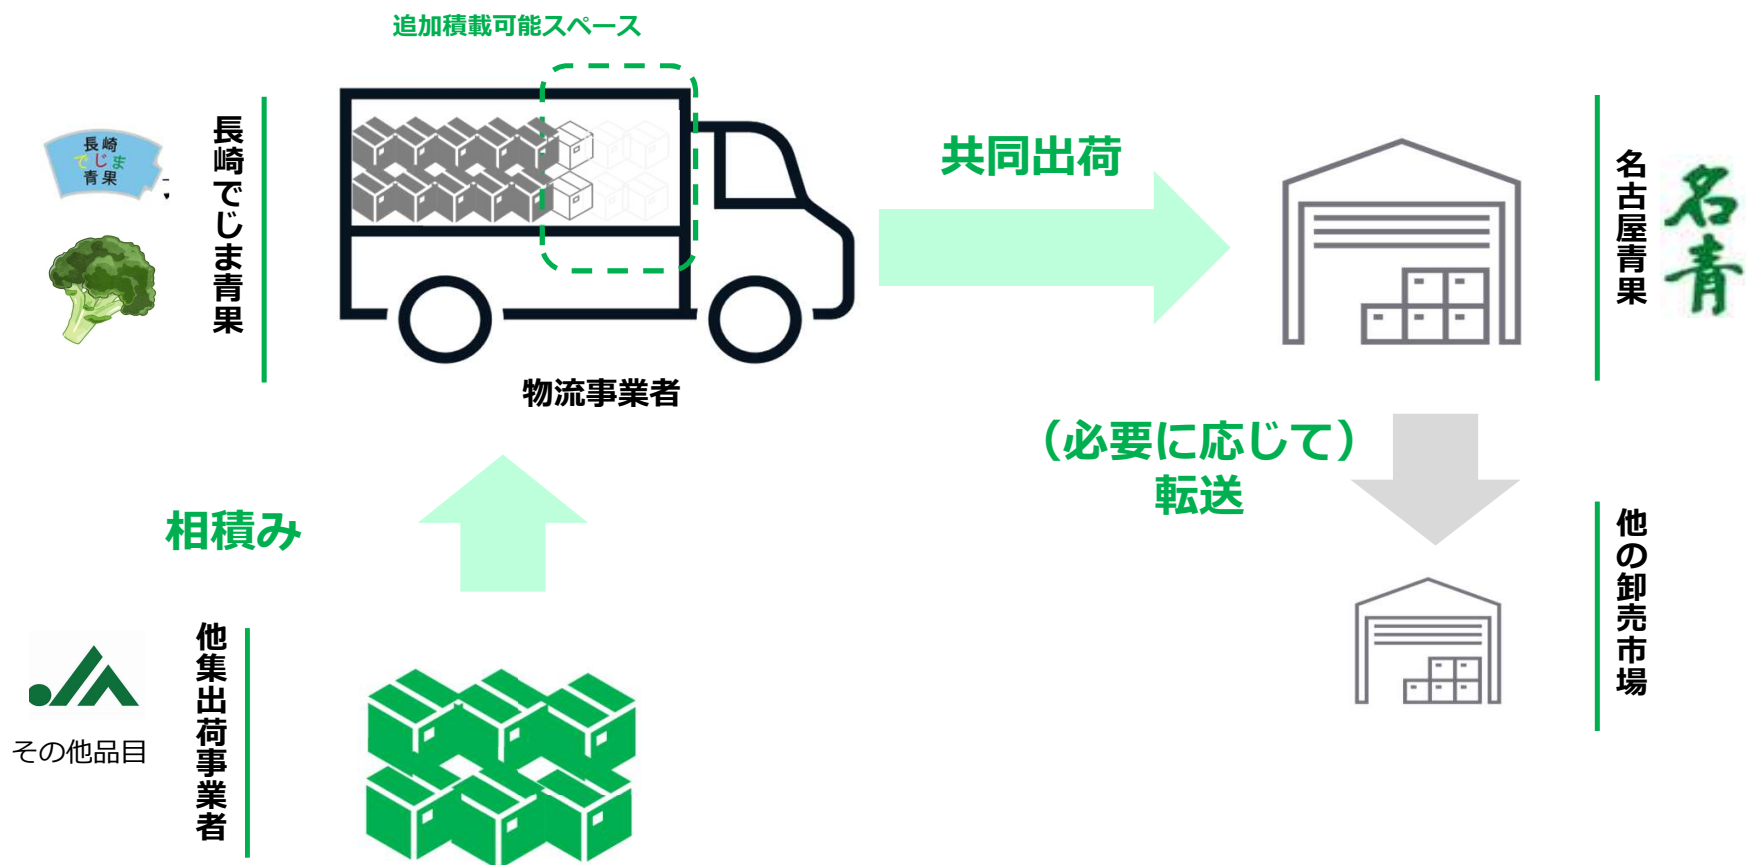 追加積載可能スペース
長崎
でじま
青果
長崎でじま青果
物流事業者
共同出荷
名古屋青果
名青
（必要に応じて）
転送
相積み
他の卸売市場
JA
その他品目
他集出荷事業者